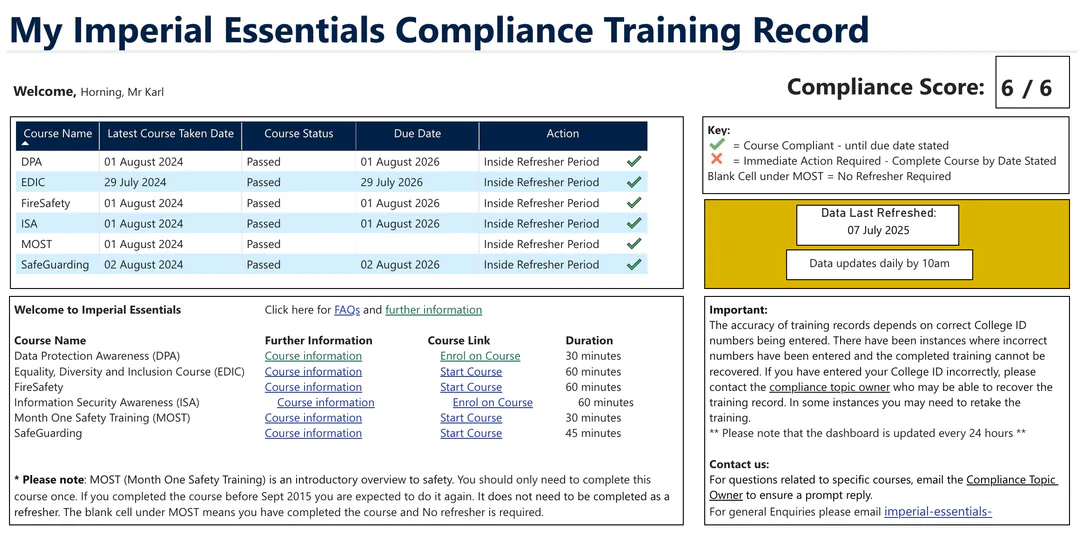 My Imperial Essentials Compliance Training Record
Welcome, Horning, Mr Karl
Compliance Score: 6 / 6
Course Name Latest Course Taken Date Course Status Due Date Action
DPA 01 August 2024 Passed 01 August 2026 Inside Refresher Period
EDIC 29 July 2024 Passed 29 July 2026 Inside Refresher Period
FireSafety 01 August 2024 Passed 01 August 2026 Inside Refresher Period
ISA 01 August 2024 Passed 01 August 2026 Inside Refresher Period
MOST 01 August 2024 Passed Inside Refresher Period
SafeGuarding 02 August 2024 Passed 02 August 2026 Inside Refresher Period
Key:
= Course Compliant - until due date stated
= Immediate Action Required - Complete Course by Date Stated
Blank Cell under MOST = No Refresher Required
Data Last Refreshed:
07 July 2025
Data updates daily by 10am
Welcome to Imperial Essentials Click here for FAQs and further information
Course Name Further Information Course Link Duration
Data Protection Awareness (DPA) Course information Enrol on Course 30 minutes
Equality, Diversity and Inclusion Course (EDIC) Course information Start Course 60 minutes
FireSafety Course information Start Course 60 minutes
Information Security Awareness (ISA) Course information Enrol on Course 60 minutes
Month One Safety Training (MOST) Course information Start Course 30 minutes
SafeGuarding Course information Start Course 45 minutes
* Please note: MOST (Month One Safety Training) is an introductory overview to safety. You should only need to complete this
course once. If you completed the course before Sept 2015 you are expected to do it again. It does not need to be completed as a
refresher. The blank cell under MOST means you have completed the course and No refresher is required.
Important:
The accuracy of training records depends on correct College ID
numbers being entered. There have been instances where incorrect
numbers have been entered and the completed training cannot be
recovered. If you have entered your College ID incorrectly, please
contact the compliance topic owner who may be able to recover the
training record. In some instances you may need to retake the
training.
** Please note that the dashboard is updated every 24 hours **
Contact us:
For questions related to specific courses, email the Compliance Topic
Owner to ensure a prompt reply.
For general Enquiries please email imperial-essentials-